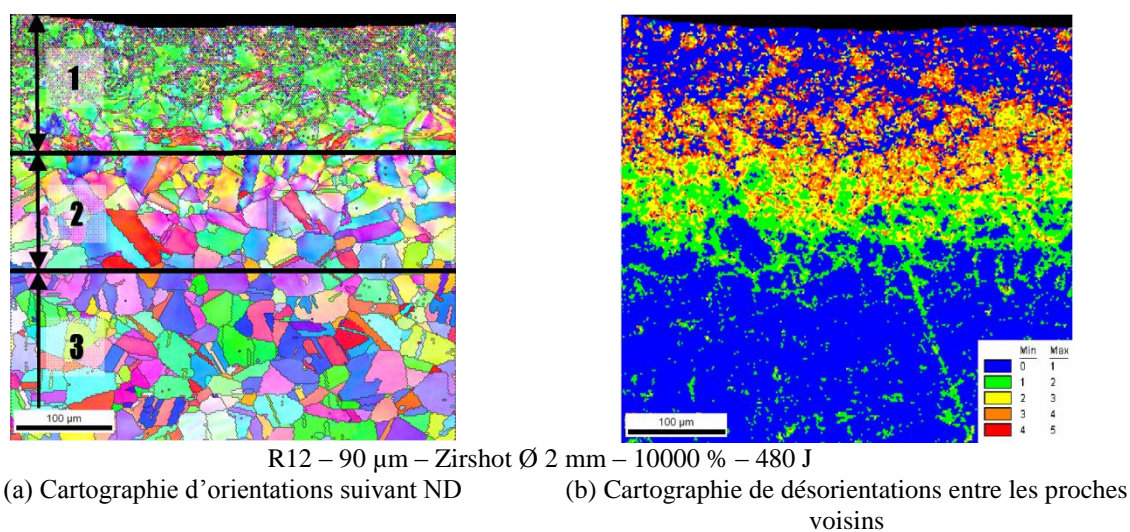 1
2
3
100 µm
Min Max
0 1
1 2
2 3
3 4
4 5
100 µm
R12 – 90 µm – Zirshot Ø 2 mm – 10000 % – 480 J
(a) Cartographie d’orientations suivant ND
(b) Cartographie de désorientations entre les proches
voisins